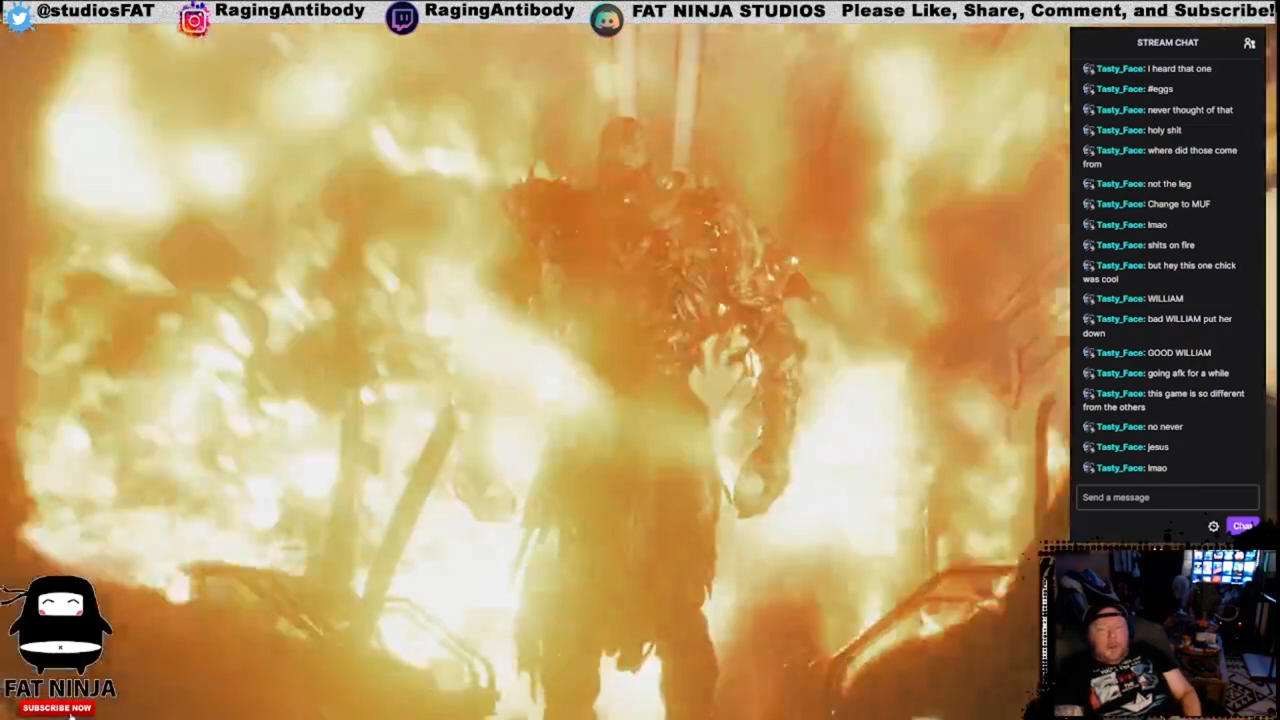 @studiosFAT RagingAntibody RagingAntibody FAT NINJA STUDIOS Please Like, Share, Comment, and Subscribe!
STREAM CHAT
Tasty_Face: I heard that one
Tasty_Face: #eggs
Tasty_Face: never thought of that
Tasty_Face: holy shit
Tasty_Face: where did those come
from
Tasty_Face: not the leg
Tasty_Face: Change to MUF
Tasty_Face: lmao
Tasty_Face: shits on fire
Tasty_Face: but hey this one chick
was cool
Tasty_Face: WILLIAM
Tasty_Face: bad WILLIAM put her
down
Tasty_Face: GOOD WILLIAM
Tasty_Face: going afk for a while
Tasty_Face: this game is so different
from the others
Tasty_Face: no never
Tasty_Face: jesus
Tasty_Face: lmao
Send a message
Chat
FAT NINJA
SUBSCRIBE NOW